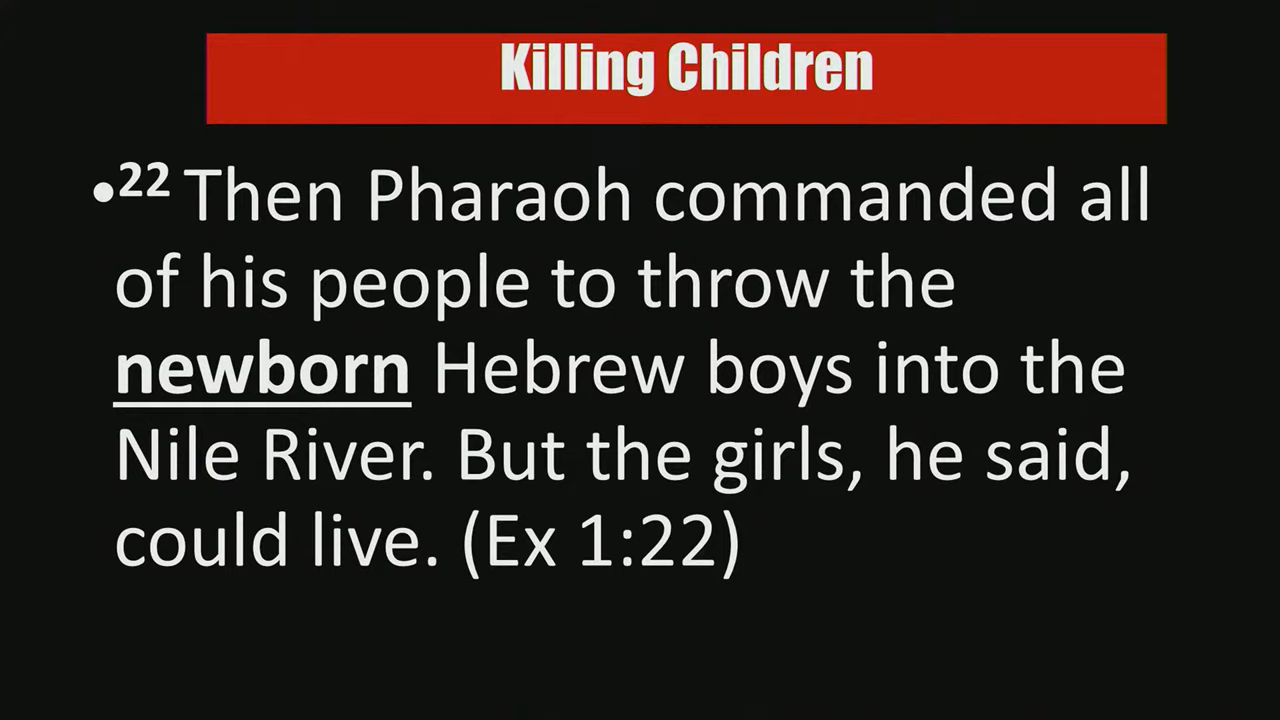 Killing Children
•22 Then Pharaoh commanded all
of his people to throw the
newborn Hebrew boys into the
Nile River. But the girls, he said,
could live. (Ex 1:22)